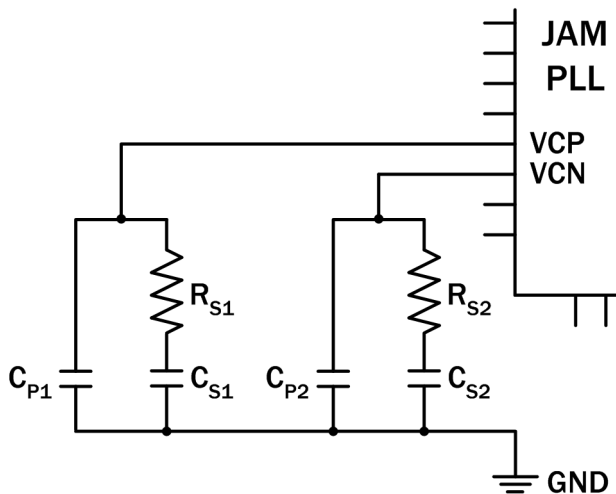 JAM
PLL
VCP
VCN
RS1
RS2
CP1
CS1
CP2
CS2
GND